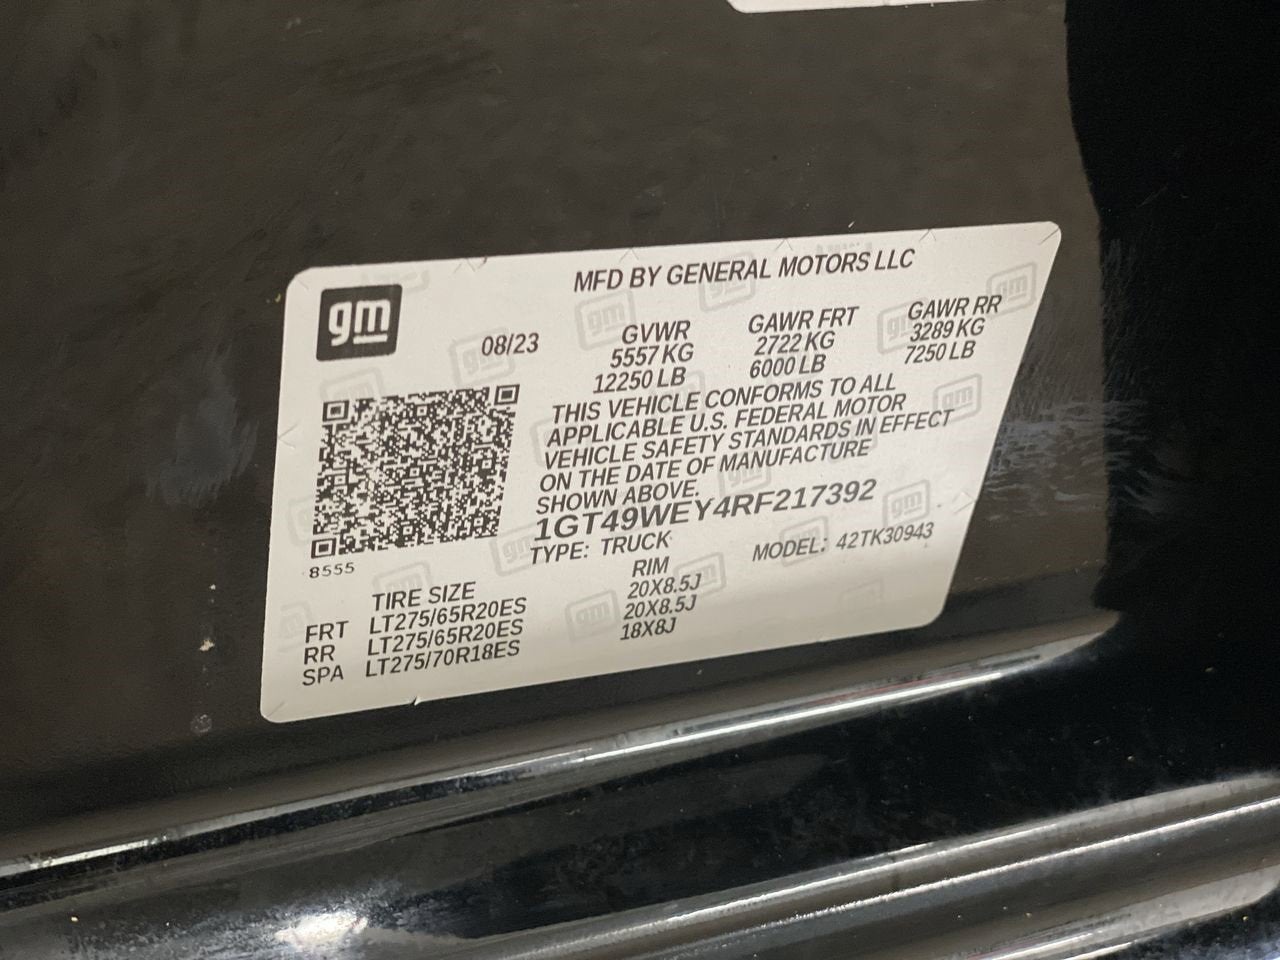 gm
MFD BY GENERAL MOTORS LLC
08/23
GVWR GAWR FRT GAWR RR
5557 KG 2722 KG 3289 KG
12250 LB 6000 LB 7250 LB
THIS VEHICLE CONFORMS TO ALL
APPLICABLE U.S. FEDERAL MOTOR
VEHICLE SAFETY STANDARDS IN EFFECT
ON THE DATE OF MANUFACTURE
SHOWN ABOVE.
1GT49WEY4RF217392
TYPE: TRUCK MODEL: 42TK30943
8555
TIRE SIZE RIM
FRT LT275/65R20ES 20X8.5J
RR LT275/65R20ES 20X8.5J
SPA LT275/70R18ES 18X8J